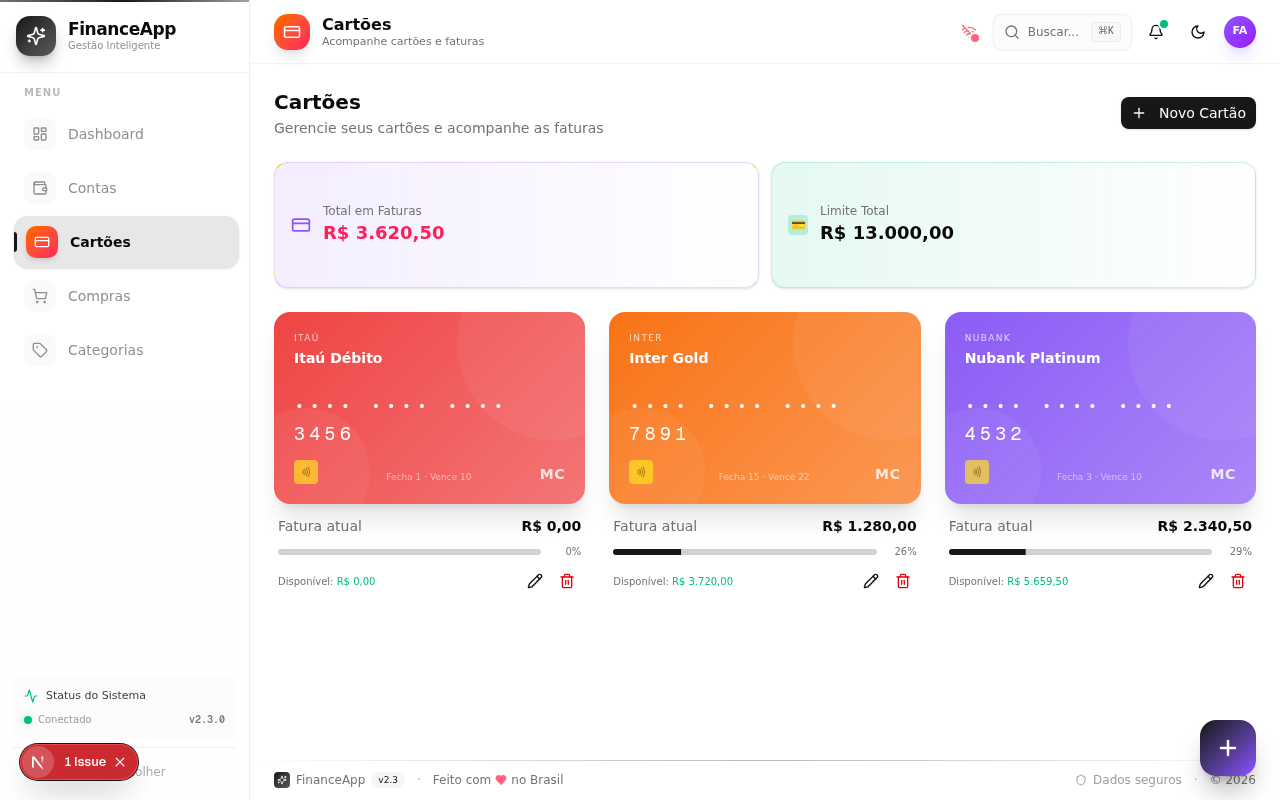 FinanceApp
Gestão Inteligente
MENU
Dashboard
Contas
Cartões
Compras
Categorias
Status do Sistema
Conectado
v2.3.0
1 Issue
olher
Cartões
Acompanhe cartões e faturas
Buscar...
⌘K
FA
Cartões
Gerencie seus cartões e acompanhe as faturas
Novo Cartão
Total em Faturas
R$ 3.620,50
Limite Total
R$ 13.000,00
ITAÚ
Itaú Débito
•••• •••• ••••
3456
Fecha 1 · Vence 10
MC
Fatura atual
R$ 0,00
0%
Disponível: R$ 0,00
INTER
Inter Gold
•••• •••• ••••
7891
Fecha 15 · Vence 22
MC
Fatura atual
R$ 1.280,00
26%
Disponível: R$ 3.720,00
NUBANK
Nubank Platinum
•••• •••• ••••
4532
Fecha 3 · Vence 10
MC
Fatura atual
R$ 2.340,50
29%
Disponível: R$ 5.659,50
FinanceApp
v2.3
·
Feito com ❤ no Brasil
Dados seguros
·
© 2026